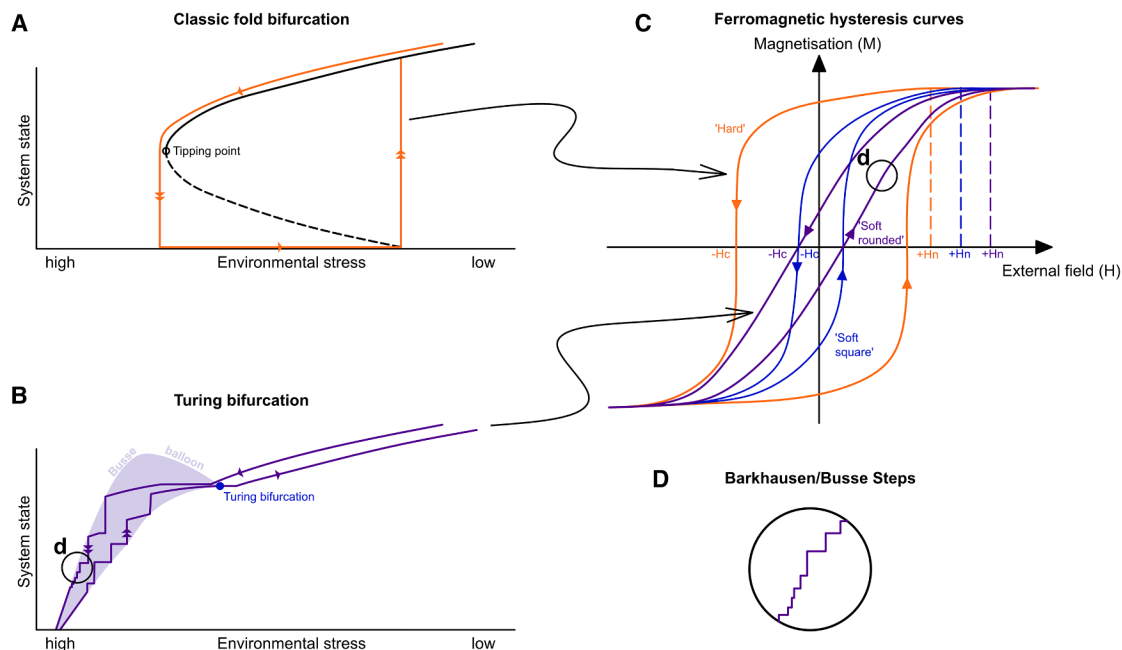 A
Classic fold bifurcation
System state
Tipping point
high
Environmental stress
low
B
Turing bifurcation
System state
Busse
balloon
Turing bifurcation
d
high
Environmental stress
low
C
Ferromagnetic hysteresis curves
Magnetisation (M)
'Hard'
d
'Soft
rounded'
-Hc
-Hc
-Hc
+Hn
+Hn
+Hn
External field (H)
'Soft
square'
D
Barkhausen/Busse Steps